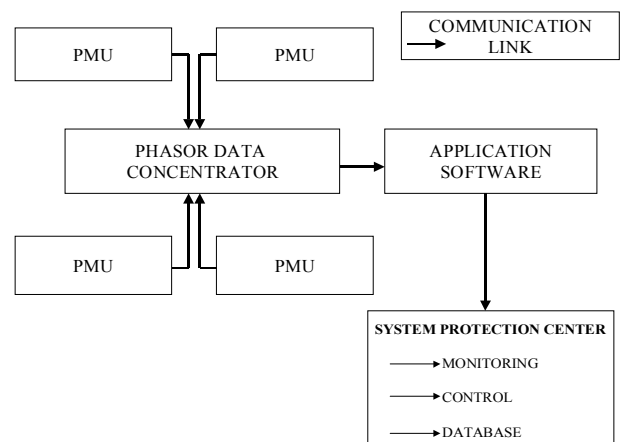 PMU
PMU
COMMUNICATION
LINK
PHASOR DATA
CONCENTRATOR
APPLICATION
SOFTWARE
PMU
PMU
SYSTEM PROTECTION CENTER
MONITORING
CONTROL
DATABASE